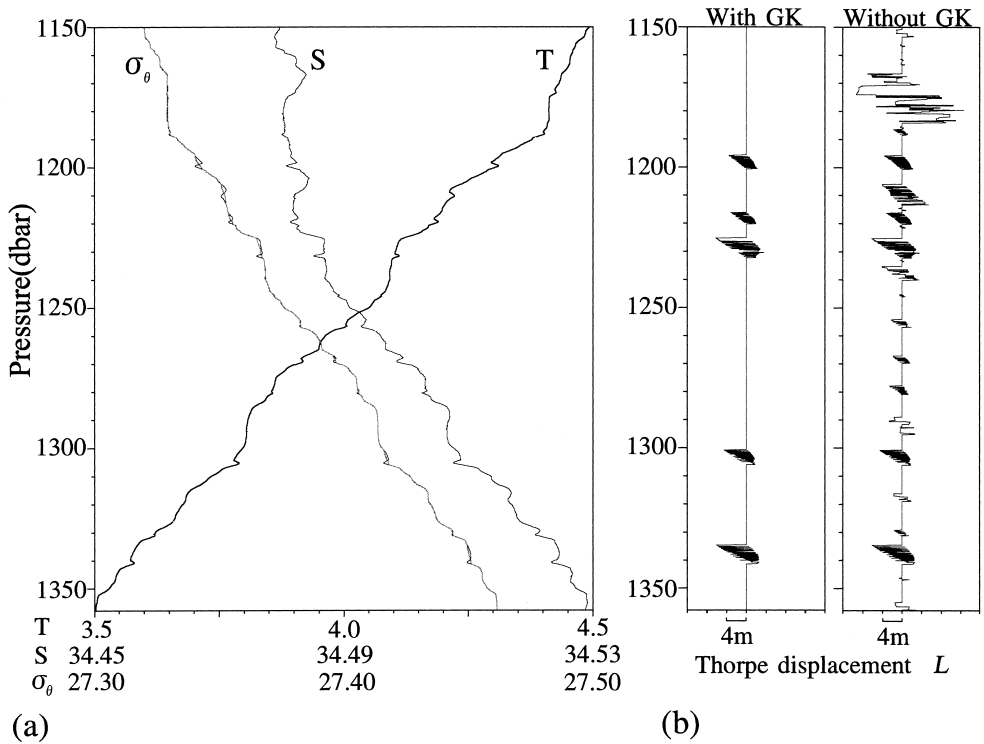 (a)
(b)
With GK Without GK
1150
1200
1250
1300
1350
Pressure(dbar)
σθ S T
T 3.5 4.0 4.5
S 34.45 34.49 34.53
σθ 27.30 27.40 27.50
1150
1200
1250
1300
1350
4m 4m
Thorpe displacement L